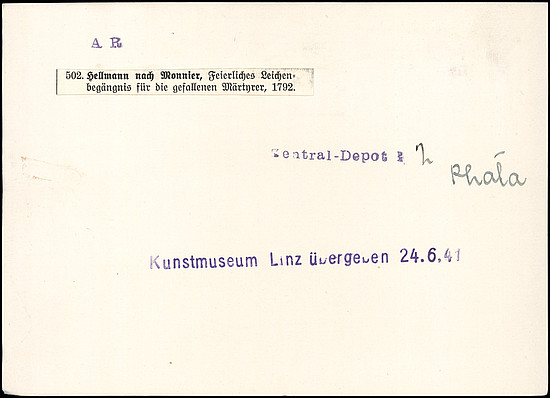 A R
502. Hellmann nach Monnier, Feierliches Leichen-
begängnis für die gefallenen Märtyrer, 1792.
Zentral-Depot
Kunstmuseum Linz übergeben 24.6.41